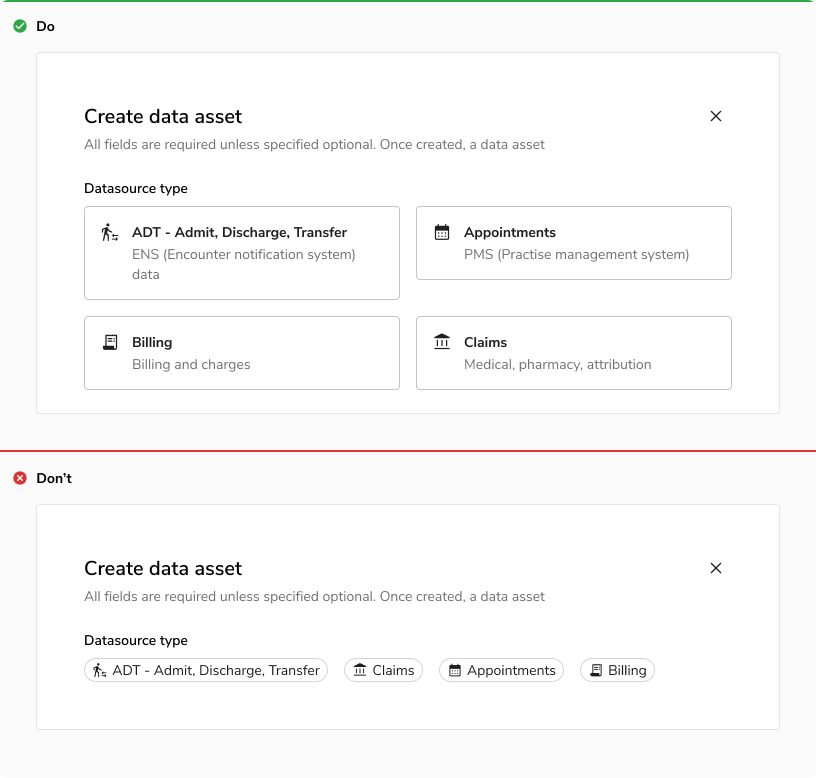 Do
Create data asset
All fields are required unless specified optional. Once created, a data asset
Datasource type
ADT - Admit, Discharge, Transfer
ENS (Encounter notification system)
data
Appointments
PMS (Practise management system)
Billing
Billing and charges
Claims
Medical, pharmacy, attribution
Don't
Create data asset
All fields are required unless specified optional. Once created, a data asset
Datasource type
ADT - Admit, Discharge, Transfer Claims Appointments Billing